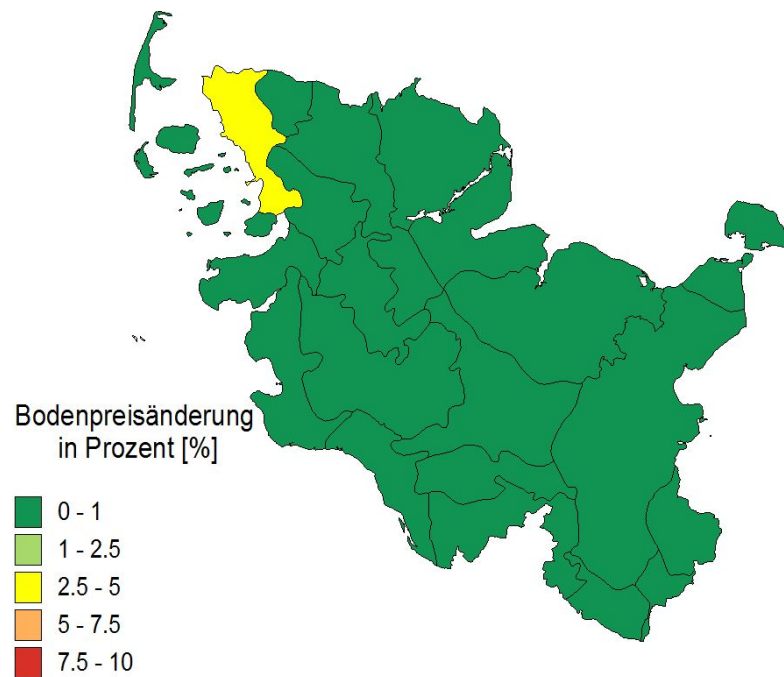 Bodenpreisänderung
in Prozent [%]
0 - 1
1 - 2.5
2.5 - 5
5 - 7.5
7.5 - 10